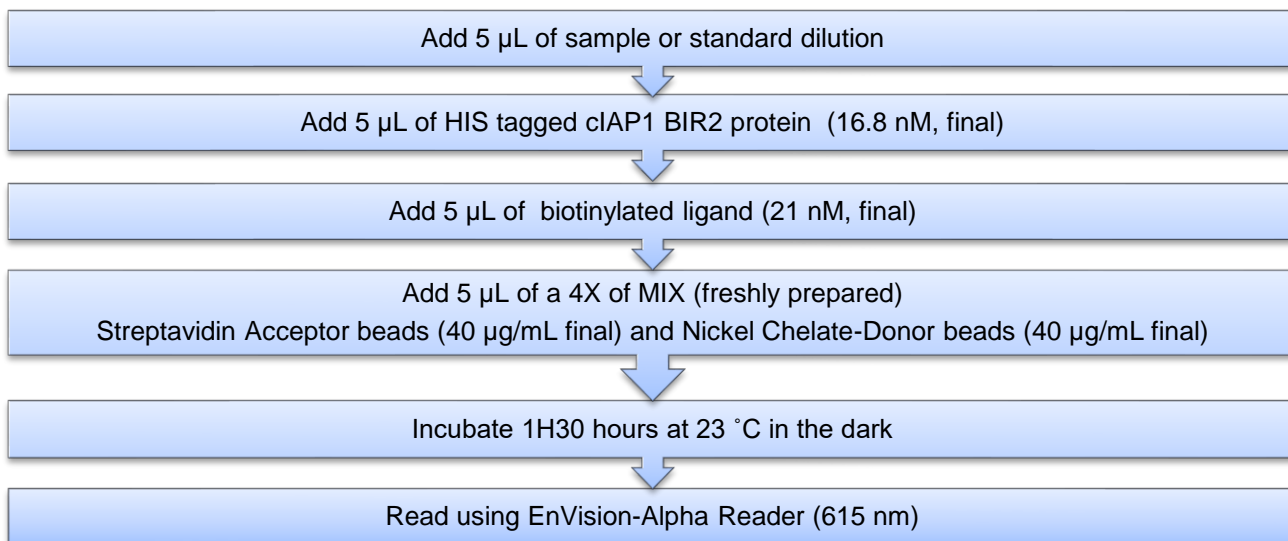 Add 5 µL of sample or standard dilution
Add 5 µL of HIS tagged cIAP1 BIR2 protein (16.8 nM, final)
Add 5 µL of biotinylated ligand (21 nM, final)
Add 5 µL of a 4X of MIX (freshly prepared)
Streptavidin Acceptor beads (40 µg/mL final) and Nickel Chelate-Donor beads (40 µg/mL final)
Incubate 1H30 hours at 23 ˚C in the dark
Read using EnVision-Alpha Reader (615 nm)